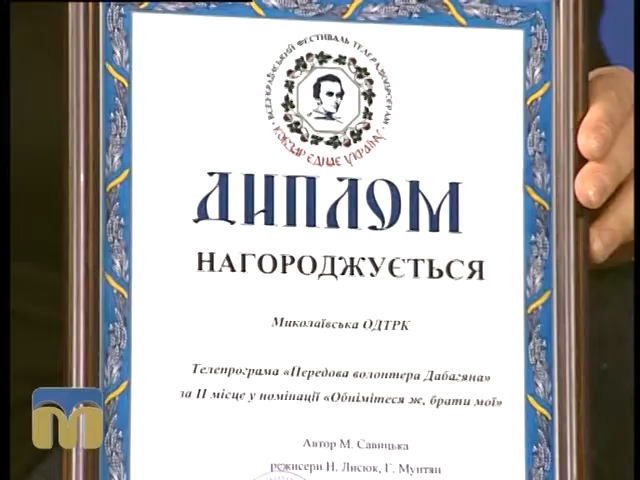 ВСЕУКРАЇНСЬКИЙ ФЕСТИВАЛЬ ТЕЛЕРАДІОПРОГРАМ
КОБЗАР ЄДНАЄ УКРАЇНУ
ДИПЛОМ
НАГОРОДЖУЄТЬСЯ
Миколаївська ОДТРК
Телепрограма «Передова волонтера Дабагяна»
за ІІ місце у номінації «Обнімітеся ж, брати мої»
Автор М. Савицька
режисери Н. Лисюк, Г. Мунтян